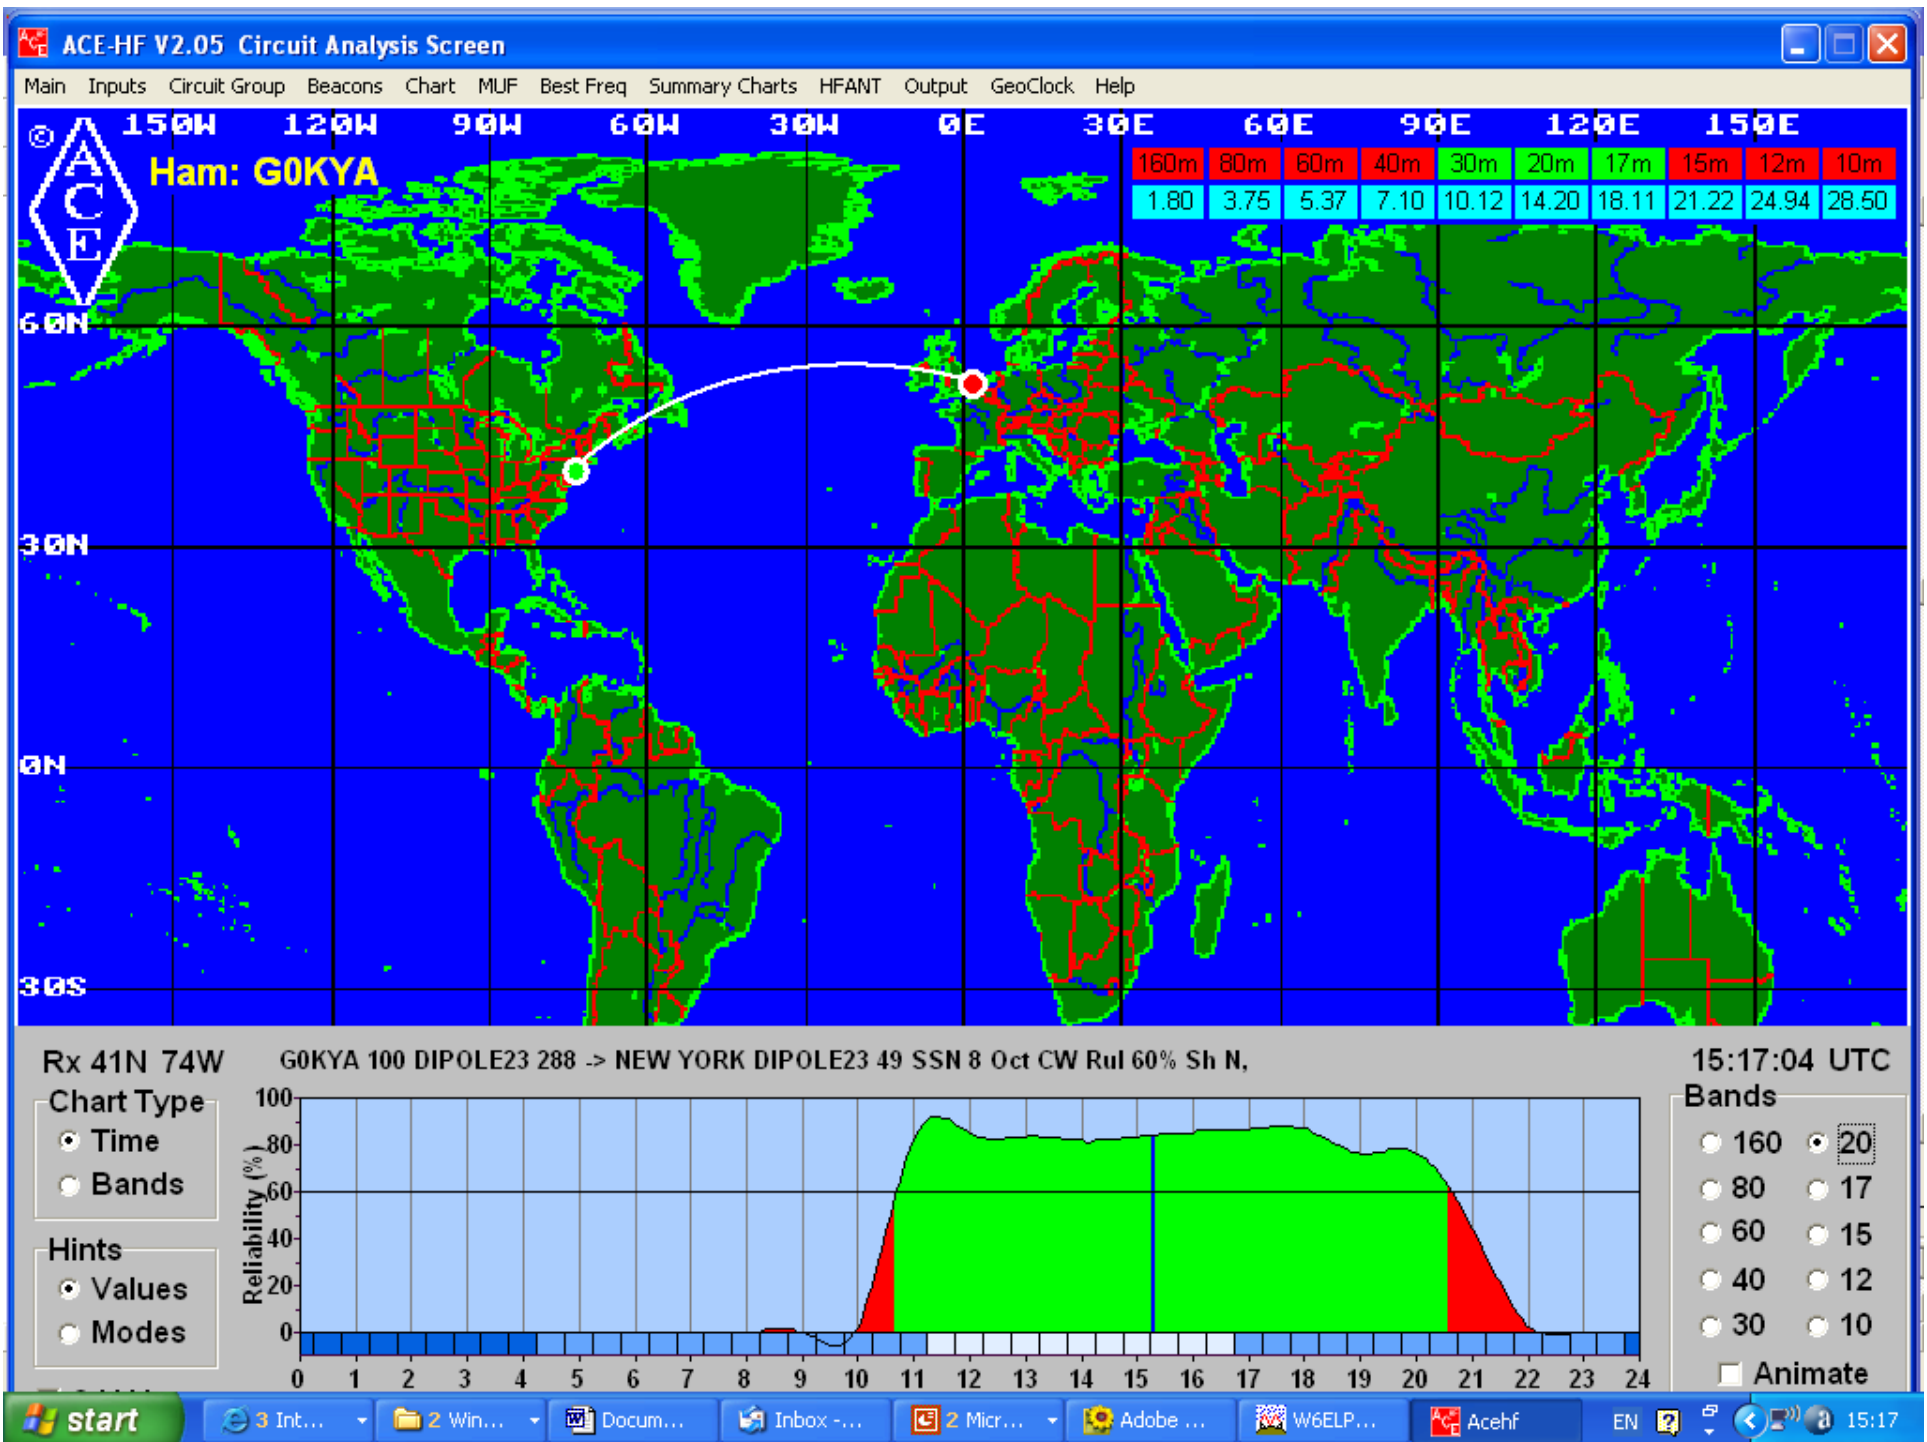 ACE-HF V2.05 Circuit Analysis Screen
Main Inputs Circuit Group Beacons Chart MUF Best Freq Summary Charts HFANT Output GeoClock Help
150W 120W 90W 60W 30W 0E 30E 60E 90E 120E 150E
©
A
C
E
Ham: G0KYA
160m 80m 60m 40m 30m 20m 17m 15m 12m 10m
1.80 3.75 5.37 7.10 10.12 14.20 18.11 21.22 24.94 28.50
60N
30N
0N
30S
Rx 41N 74W
G0KYA 100 DIPOLE23 288 -> NEW YORK DIPOLE23 49 SSN 8 Oct CW Rul 60% Sh N,
15:17:04 UTC
Chart Type
Time
Bands
Hints
Values
Modes
Reliability (%)
100
80
60
40
20
0
0 1 2 3 4 5 6 7 8 9 10 11 12 13 14 15 16 17 18 19 20 21 22 23 24
Bands
160 20
80 17
60 15
40 12
30 10
Animate
start 3 Int... 2 Win... Docum... Inbox -... 2 Micr... Adobe ... W6ELP... Acehf EN 15:17